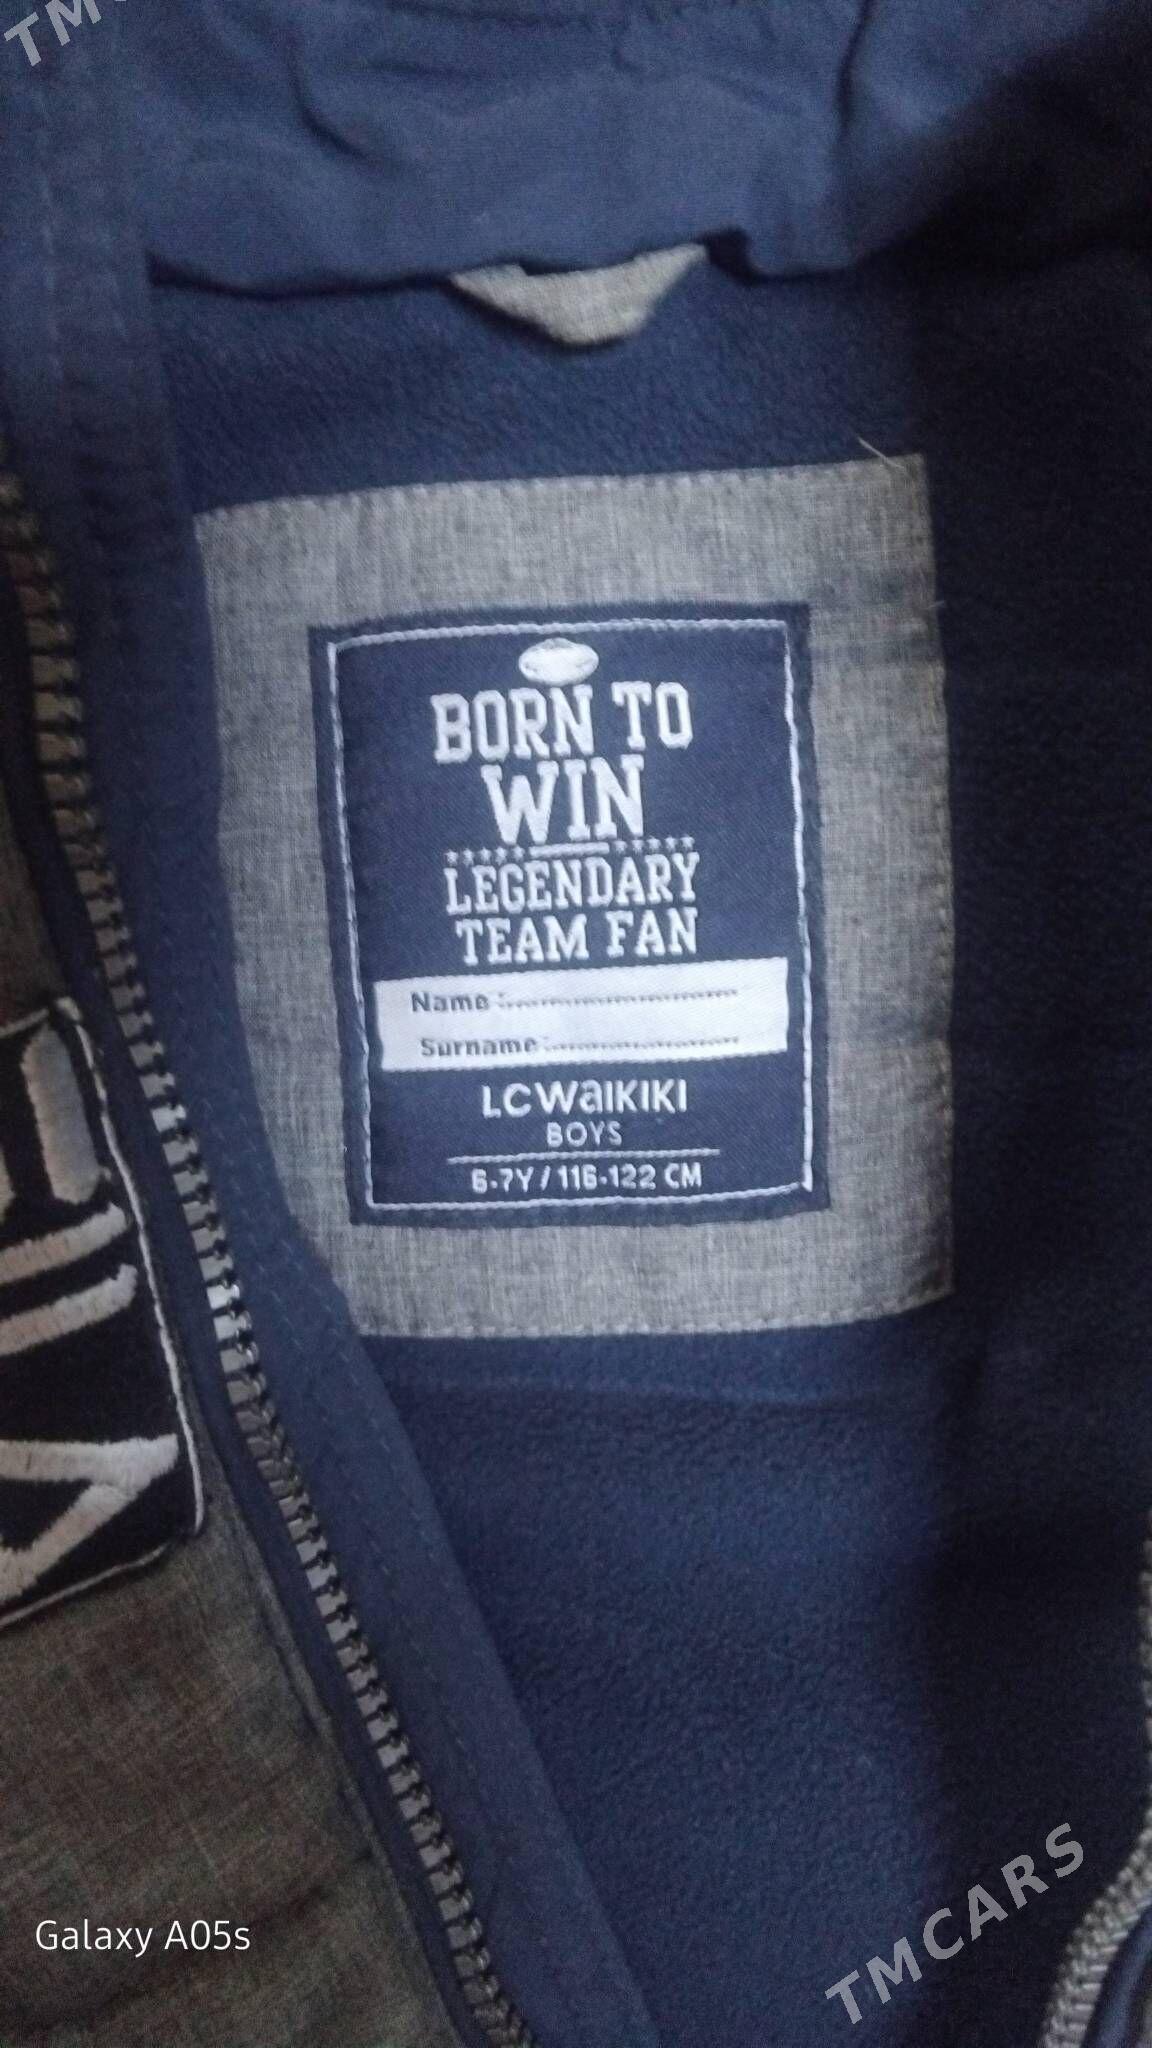 BORN TO
WIN
LEGENDARY
TEAM FAN
Name :
Surname :
LCWaIKIKI
BOYS
6-7Y / 116-122 CM
Galaxy A05s
TMCARS